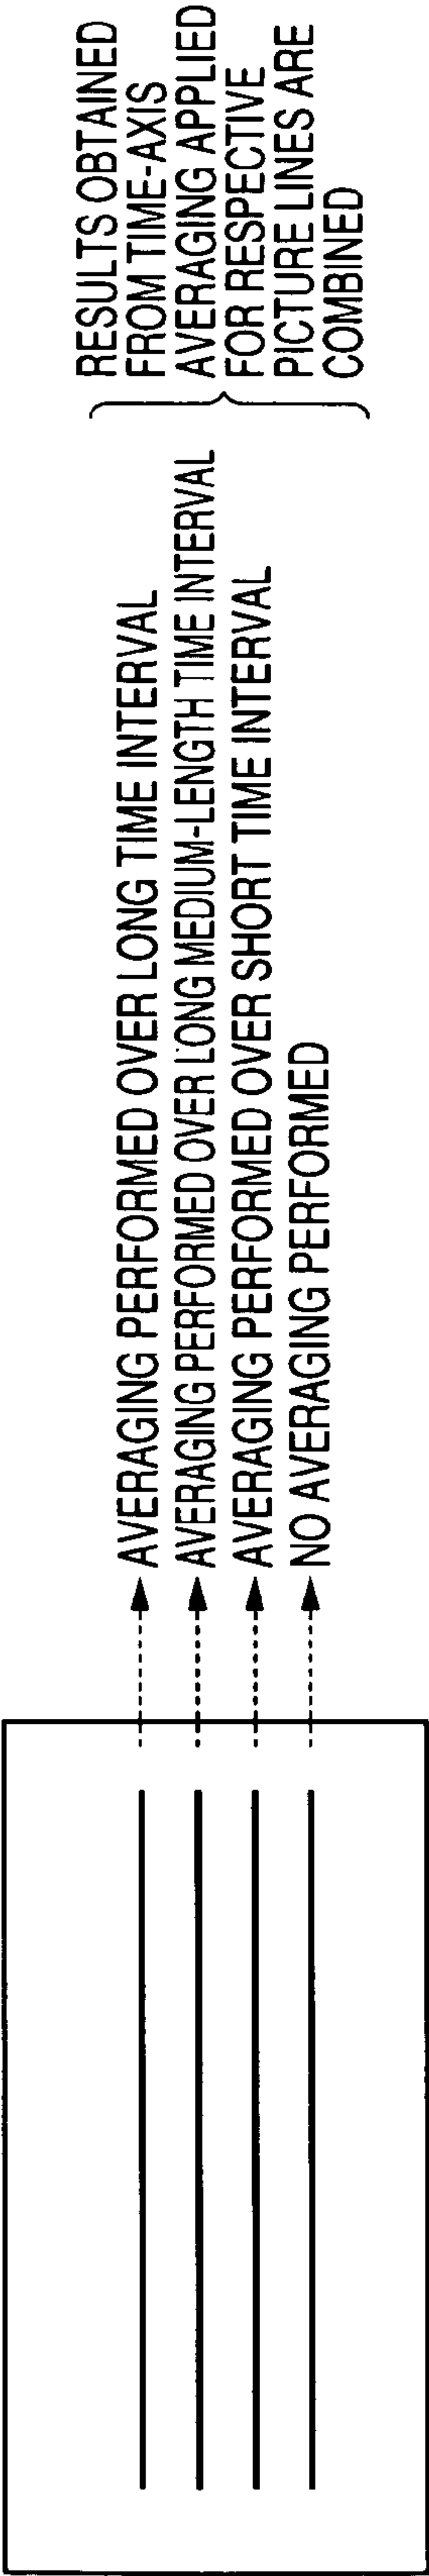 AVERAGING PERFORMED OVER LONG TIME INTERVAL
AVERAGING PERFORMED OVER LONG MEDIUM-LENGTH TIME INTERVAL
AVERAGING PERFORMED OVER SHORT TIME INTERVAL
NO AVERAGING PERFORMED
RESULTS OBTAINED
FROM TIME-AXIS
AVERAGING APPLIED
FOR RESPECTIVE
PICTURE LINES ARE
COMBINED